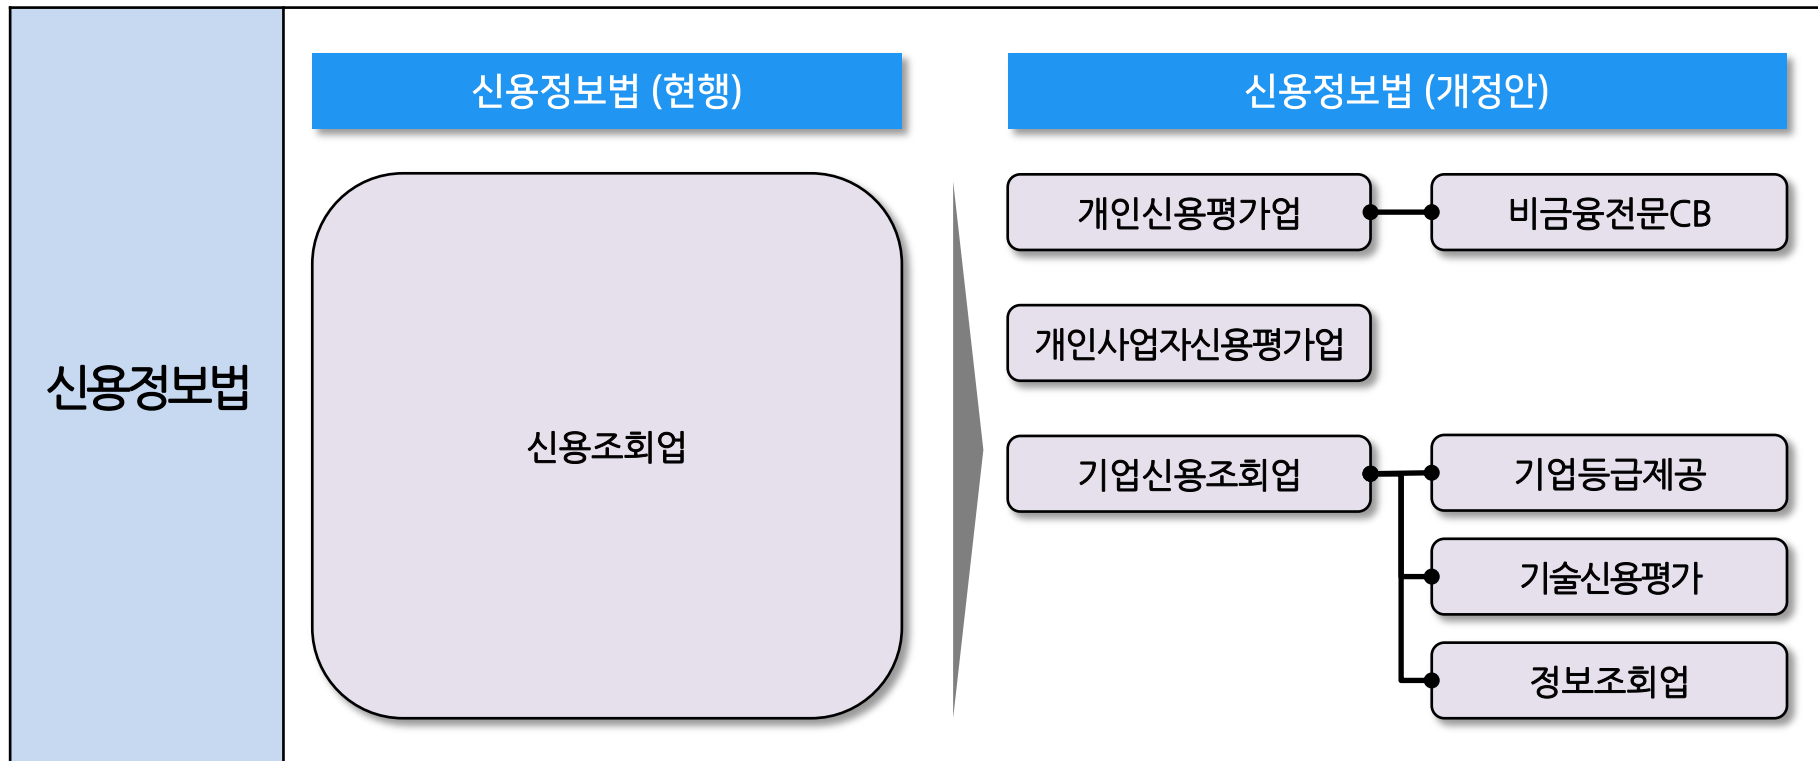 신용정보법
신용정보법 (현행)
신용조회업
신용정보법 (개정안)
개인신용평가업
비금융전문CB
개인사업자신용평가업
기업신용조회업
기업등급제공
기술신용평가
정보조회업